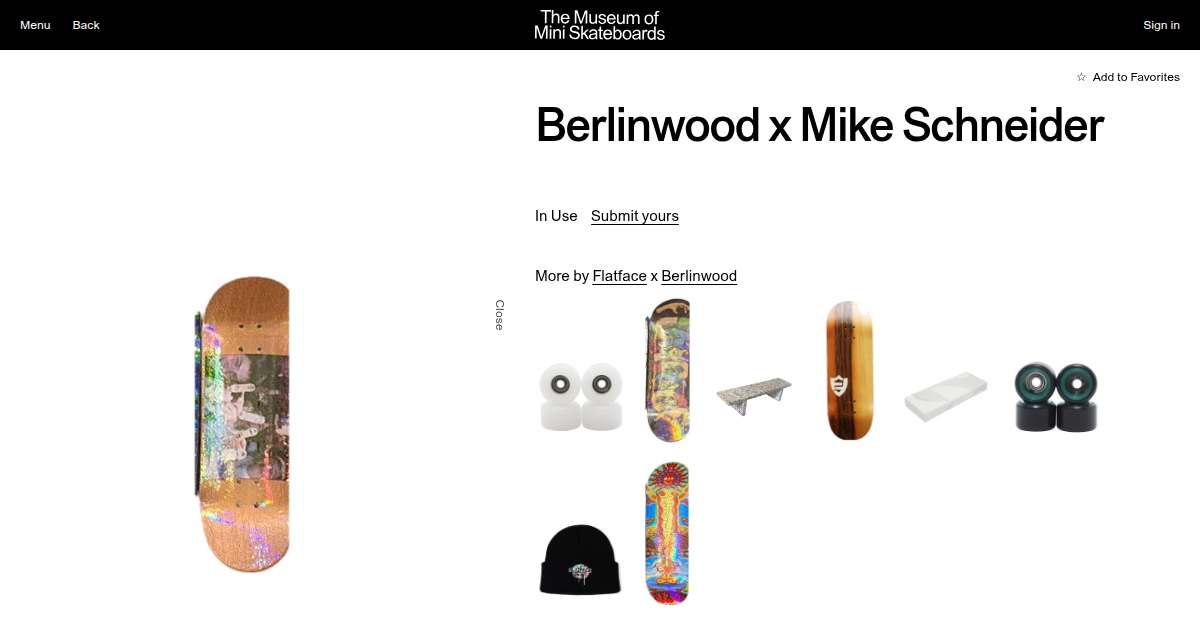 Menu Back
The Museum of
Mini Skateboards
Sign in
☆ Add to Favorites
Berlinwood x Mike Schneider
In Use Submit yours
More by Flatface x Berlinwood
Close